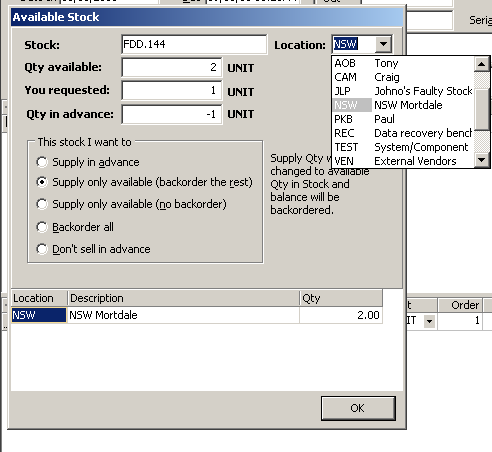 Available Stock
Stock: FDD.144 Location: NSW
Qty available: 2 UNIT
You requested: 1 UNIT
Qty in advance: -1 UNIT
AOB Tony
CAM Craig
JLP Johno's Faulty Stock
NSW NSW Mortdale
PKB Paul
REC Data recovery benc
TEST System/Component
VEN External Vendors
This stock I want to
Supply in advance
Supply only available (backorder the rest)
Supply only available (no backorder)
Backorder all
Don't sell in advance
Supply Qty w
changed to available
Qty in Stock and
balance will be
backordered.
Location Description Qty
NSW NSW Mortdale 2.00
OK
Seria
t Order
IT 1